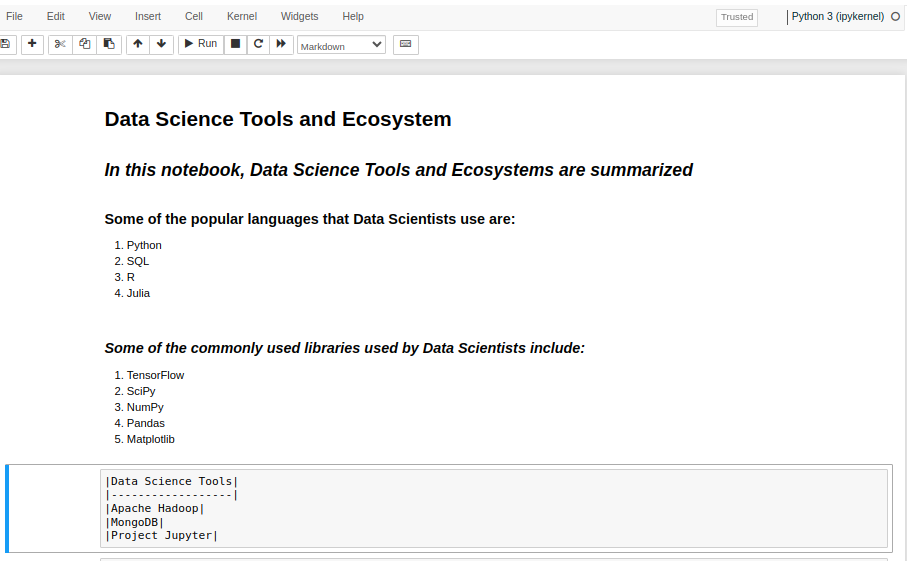 File Edit View Insert Cell Kernel Widgets Help Trusted Python 3 (ipykernel)
Run Markdown
Data Science Tools and Ecosystem
In this notebook, Data Science Tools and Ecosystems are summarized
Some of the popular languages that Data Scientists use are:
1. Python
2. SQL
3. R
4. Julia
Some of the commonly used libraries used by Data Scientists include:
1. TensorFlow
2. SciPy
3. NumPy
4. Pandas
5. Matplotlib
|Data Science Tools|
|------------------|
|Apache Hadoop|
|MongoDB|
|Project Jupyter|